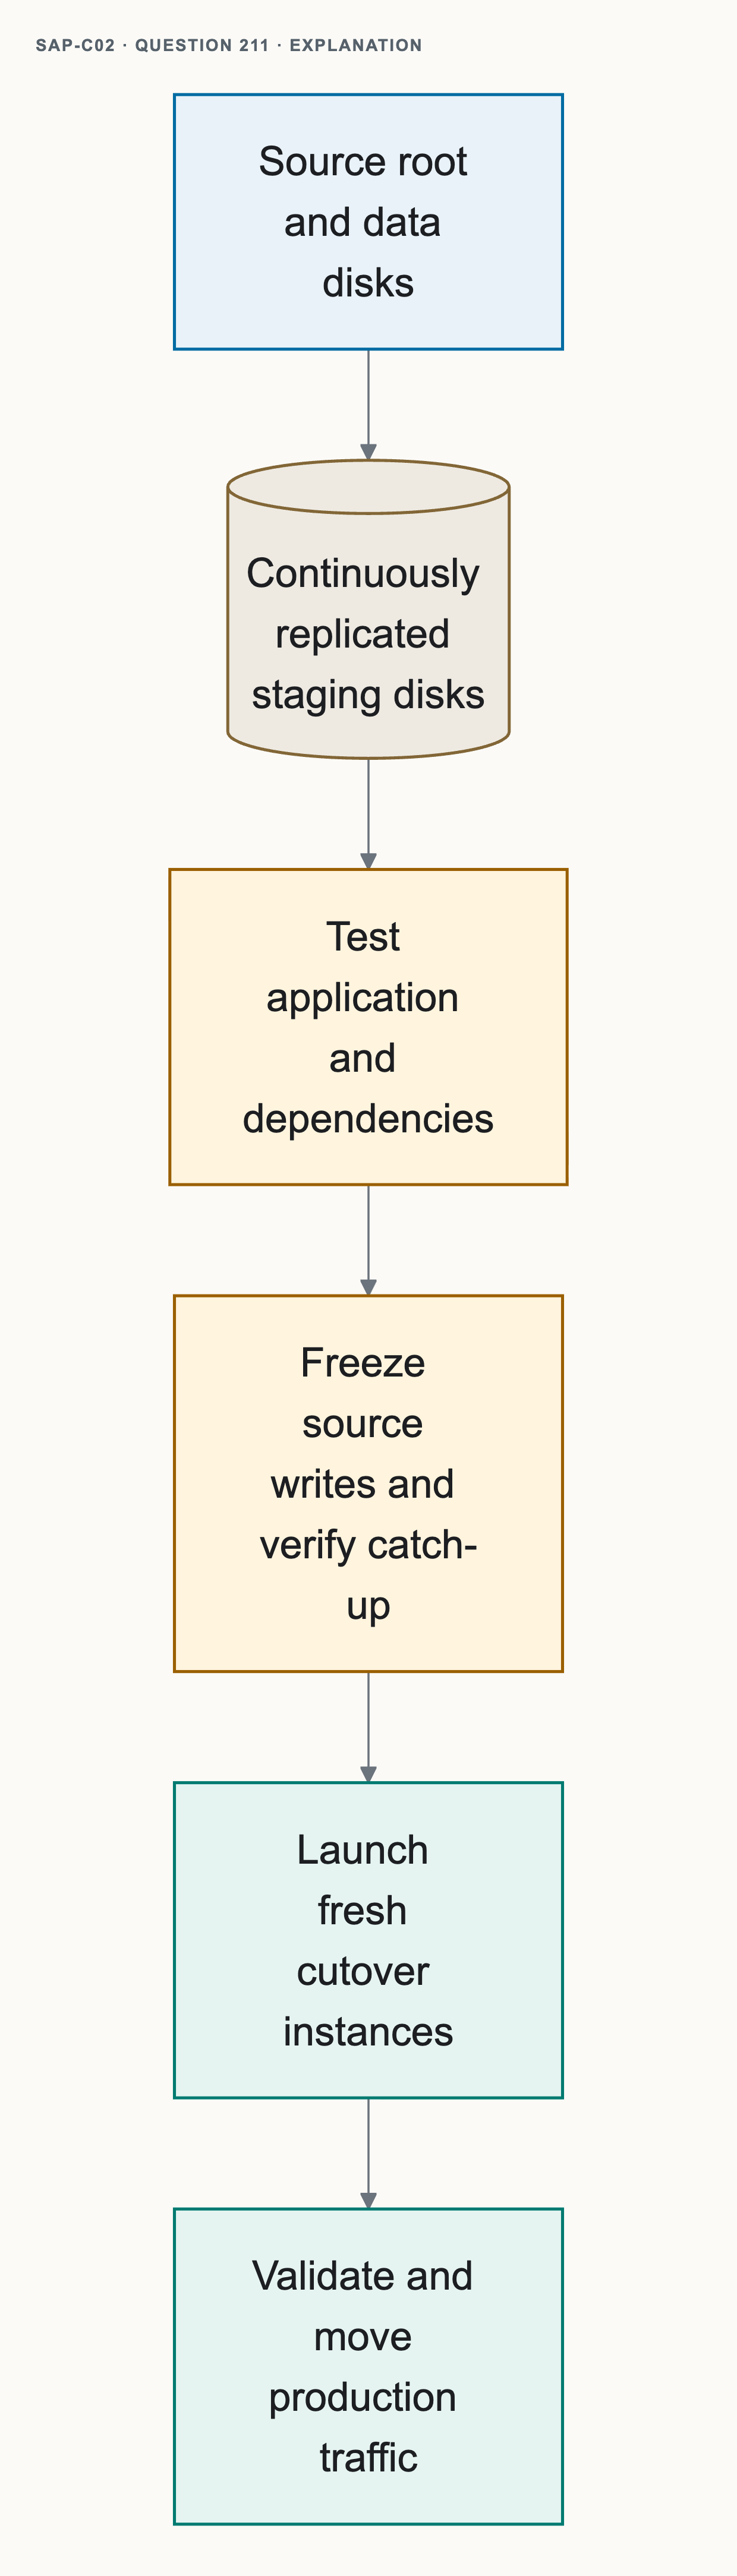 SAP-C02 · QUESTION 211 · EXPLANATION
Source root
and data
disks
Continuously
replicated
staging disks
Test
application
and
dependencies
Freeze
source
writes and
verify catch-
up
Launch
fresh
cutover
instances
Validate and
move
production
traffic